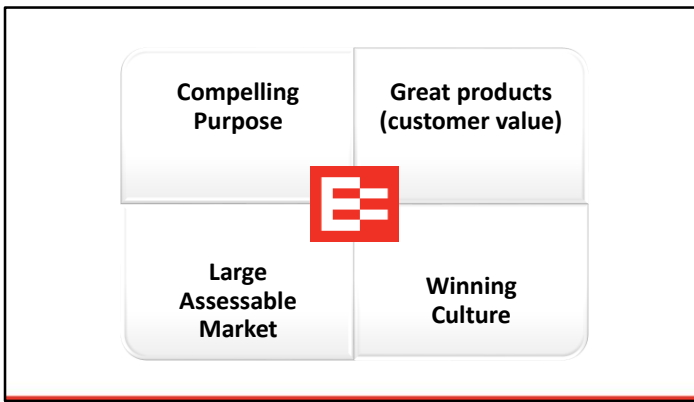 Compelling
Purpose
Great products
(customer value)
Large
Assessable
Market
Winning
Culture